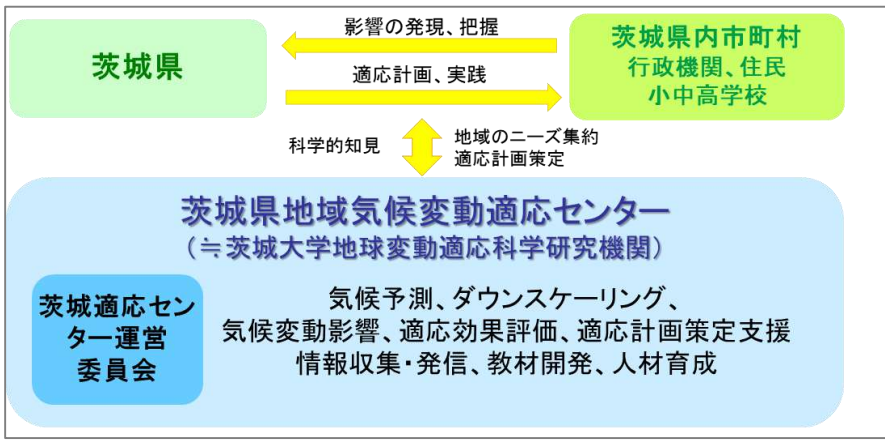 影響の発現、把握
茨城県
適応計画、実践
茨城県内市町村
行政機関、住民
小中高学校
科学的知見
地域のニーズ集約
適応計画策定
茨城県地域気候変動適応センター
(≒茨城大学地球変動適応科学研究機関)
茨城適応セン
ター運営
委員会
気候予測、ダウンスケーリング、
気候変動影響、適応効果評価、適応計画策定支援
情報収集・発信、教材開発、人材育成